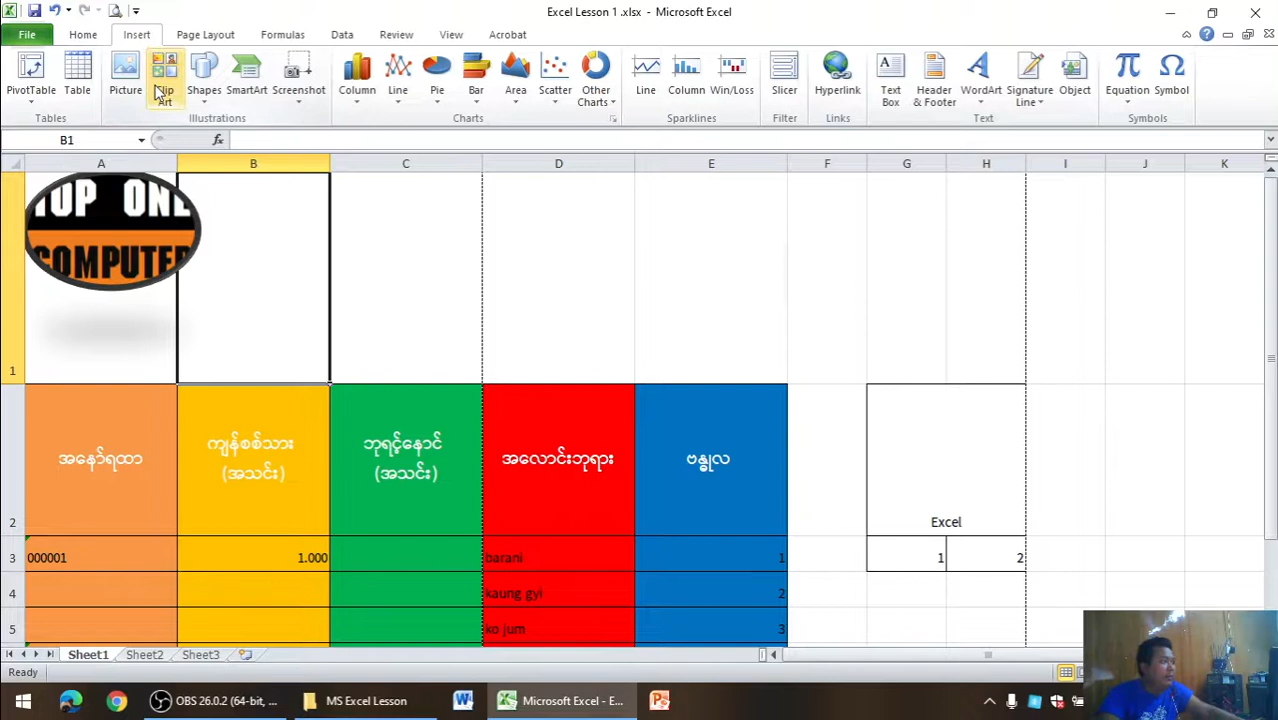 Excel Lesson 1 .xlsx - Microsoft Excel
File Home Insert Page Layout Formulas Data Review View Acrobat
PivotTable Table Picture Clip Art Shapes SmartArt Screenshot Column Line Pie Bar Area Scatter Other Charts Line Column Win/Loss Slicer Hyperlink Text Box Header & Footer WordArt Signature Line Object Equation Symbol
Tables Illustrations Charts Sparklines Filter Links Text Symbols
B1 fx
A B C D E F G H I J K
TOP ONE
COMPUTER
1
အနော်ရထာ
ကျန်စစ်သား
(အသင်း)
ဘုရင့်နောင်
(အသင်း)
အလောင်းဘုရား
ဗန္ဓုလ
2 Excel
3 000001 1.000 barani 1 1 2
4 kaung gyi 2
5 ko jum 3
Sheet1 Sheet2 Sheet3
Ready
OBS 26.0.2 (64-bit, ... MS Excel Lesson Microsoft Excel - E...